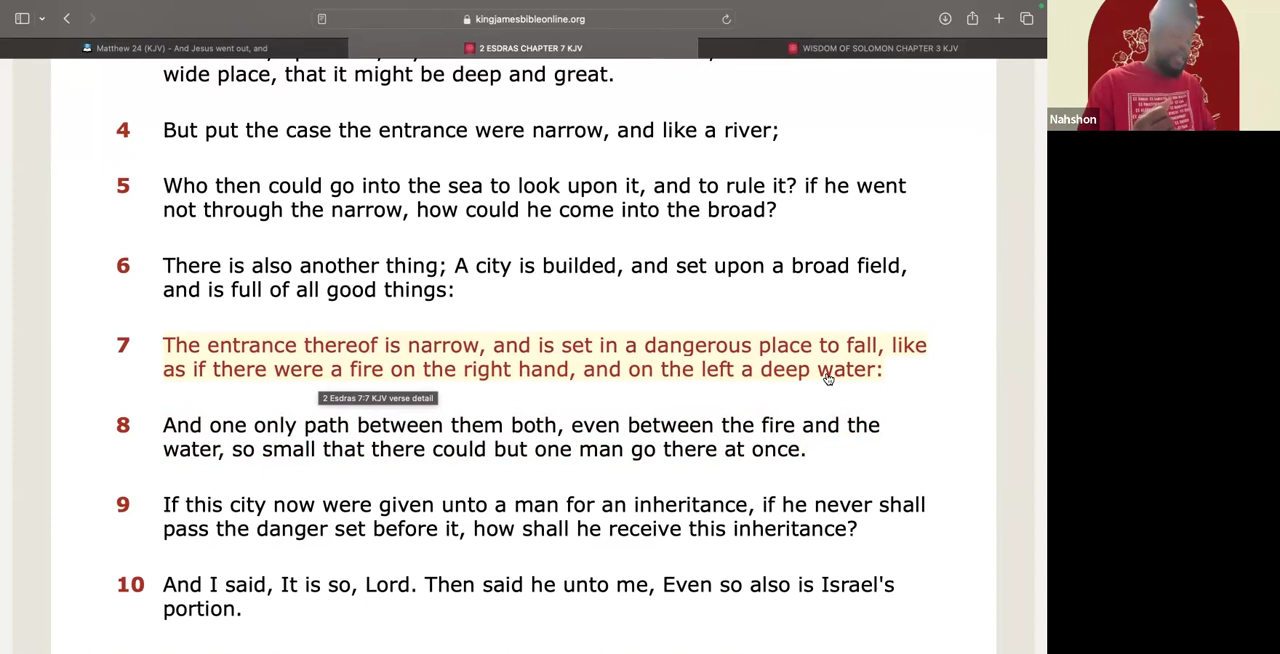 kingjamesbibleonline.org
Matthew 24 (KJV) - And Jesus went out, and
2 ESDRAS CHAPTER 7 KJV
WISDOM OF SOLOMON CHAPTER 3 KJV
wide place, that it might be deep and great.
4 But put the case the entrance were narrow, and like a river;
5 Who then could go into the sea to look upon it, and to rule it? if he went
not through the narrow, how could he come into the broad?
6 There is also another thing; A city is builded, and set upon a broad field,
and is full of all good things:
7 The entrance thereof is narrow, and is set in a dangerous place to fall, like
as if there were a fire on the right hand, and on the left a deep water:
2 Esdras 7:7 KJV verse detail
8 And one only path between them both, even between the fire and the
water, so small that there could but one man go there at once.
9 If this city now were given unto a man for an inheritance, if he never shall
pass the danger set before it, how shall he receive this inheritance?
10 And I said, It is so, Lord. Then said he unto me, Even so also is Israel's
portion.
Nahshon